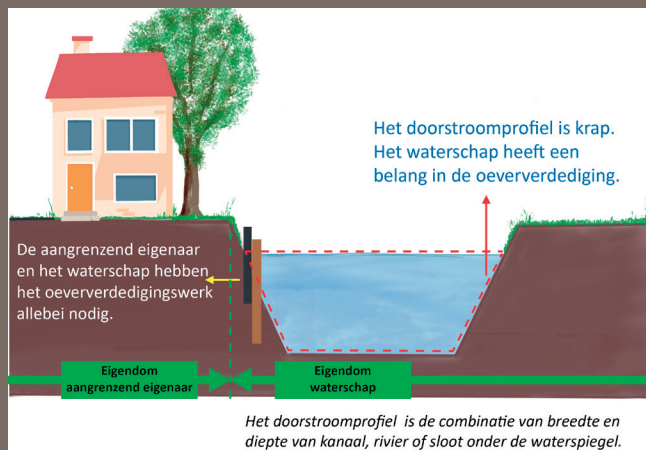 Het doorstroomprofiel is krap.
Het waterschap heeft een
belang in de oeververdediging.
De aangrenzend eigenaar
en het waterschap hebben
het oeververdedigingswerk
allebei nodig.
Eigendom
aangrenzend eigenaar
Eigendom
waterschap
Het doorstroomprofiel is de combinatie van breedte en
diepte van kanaal, rivier of sloot onder de waterspiegel.